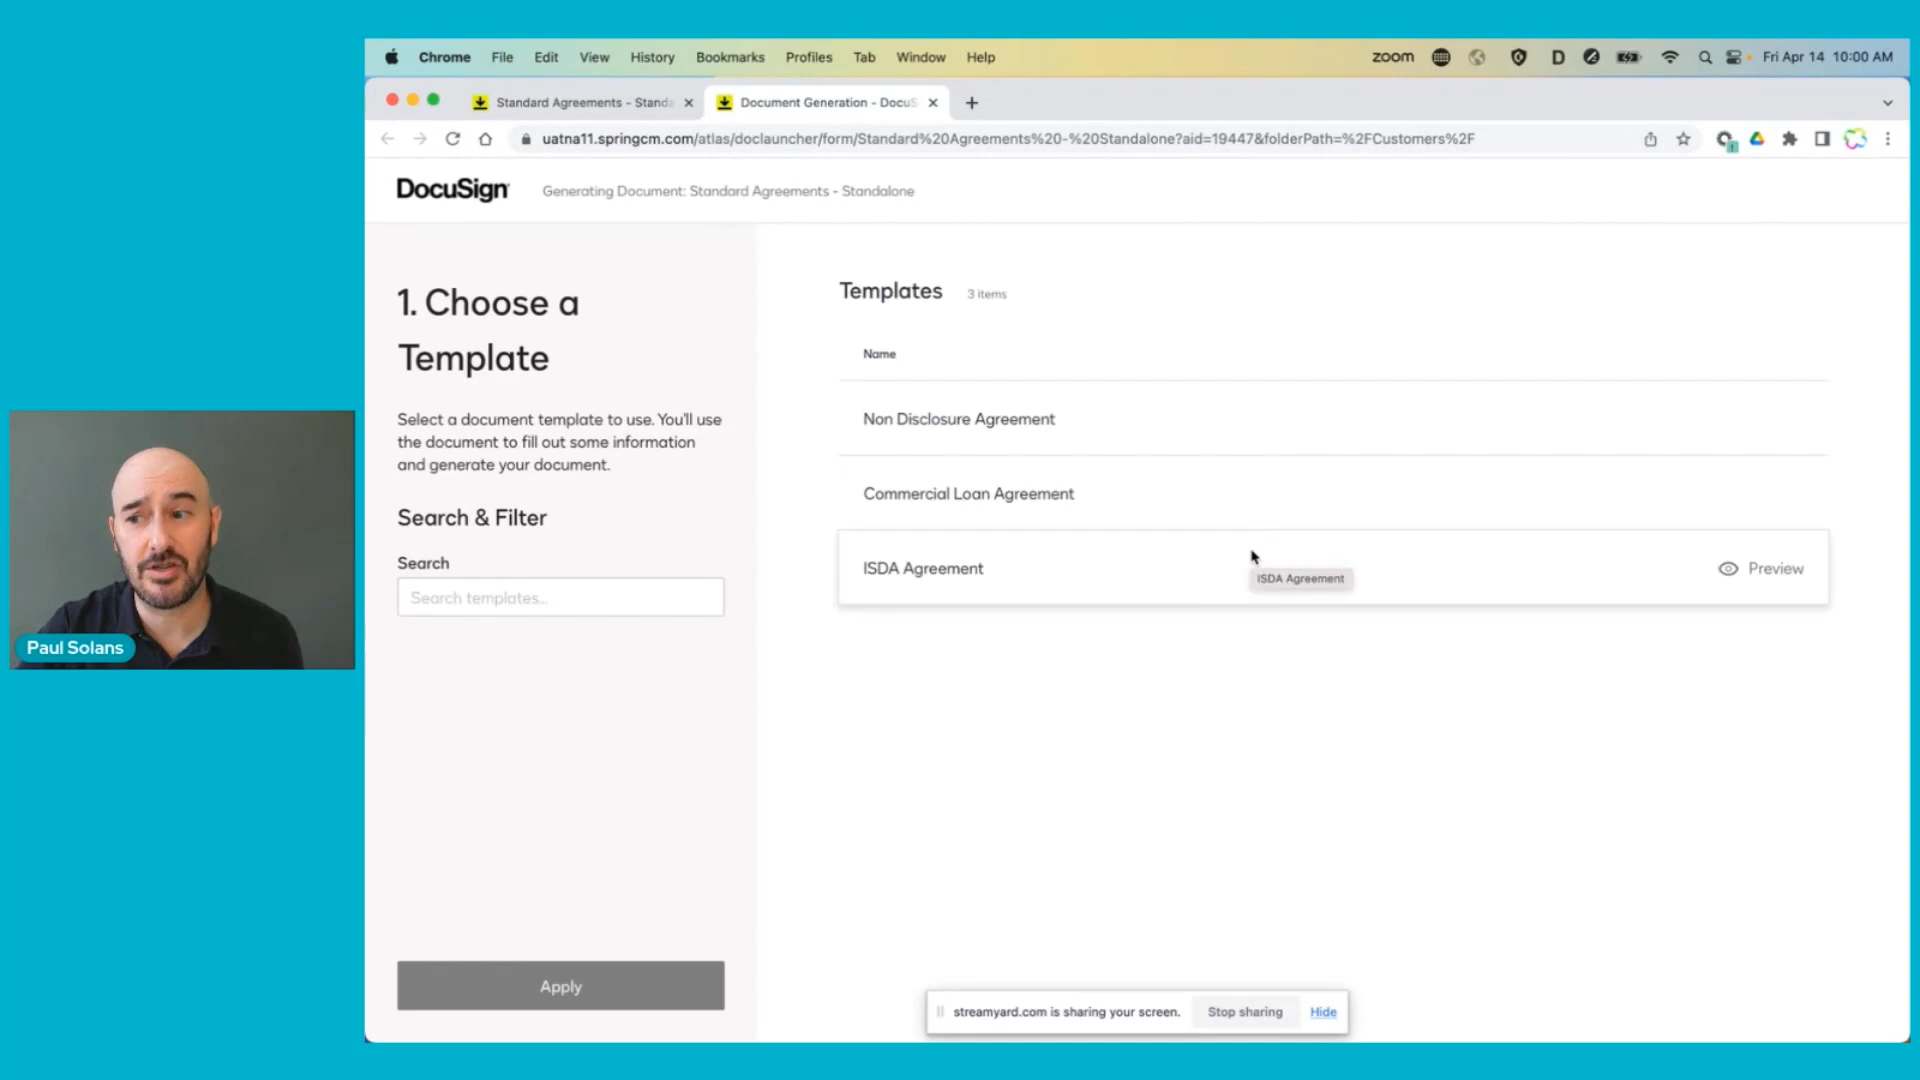 Chrome File Edit View History Bookmarks Profiles Tab Window Help
zoom D Fri Apr 14 10:00 AM
Standard Agreements - Standa
Document Generation - DocuS
uatna11.springcm.com/atlas/doclauncher/form/Standard%20Agreements%20-%20Standalone?aid=19447&folderPath=%2FCustomers%2F
DocuSign
Generating Document: Standard Agreements - Standalone
1. Choose a
Template
Select a document template to use. You'll use
the document to fill out some information
and generate your document.
Search & Filter
Search
Search templates...
Apply
Templates 3 items
Name
Non Disclosure Agreement
Commercial Loan Agreement
ISDA Agreement
Preview
ISDA Agreement
Paul Solans
streamyard.com is sharing your screen. Stop sharing Hide